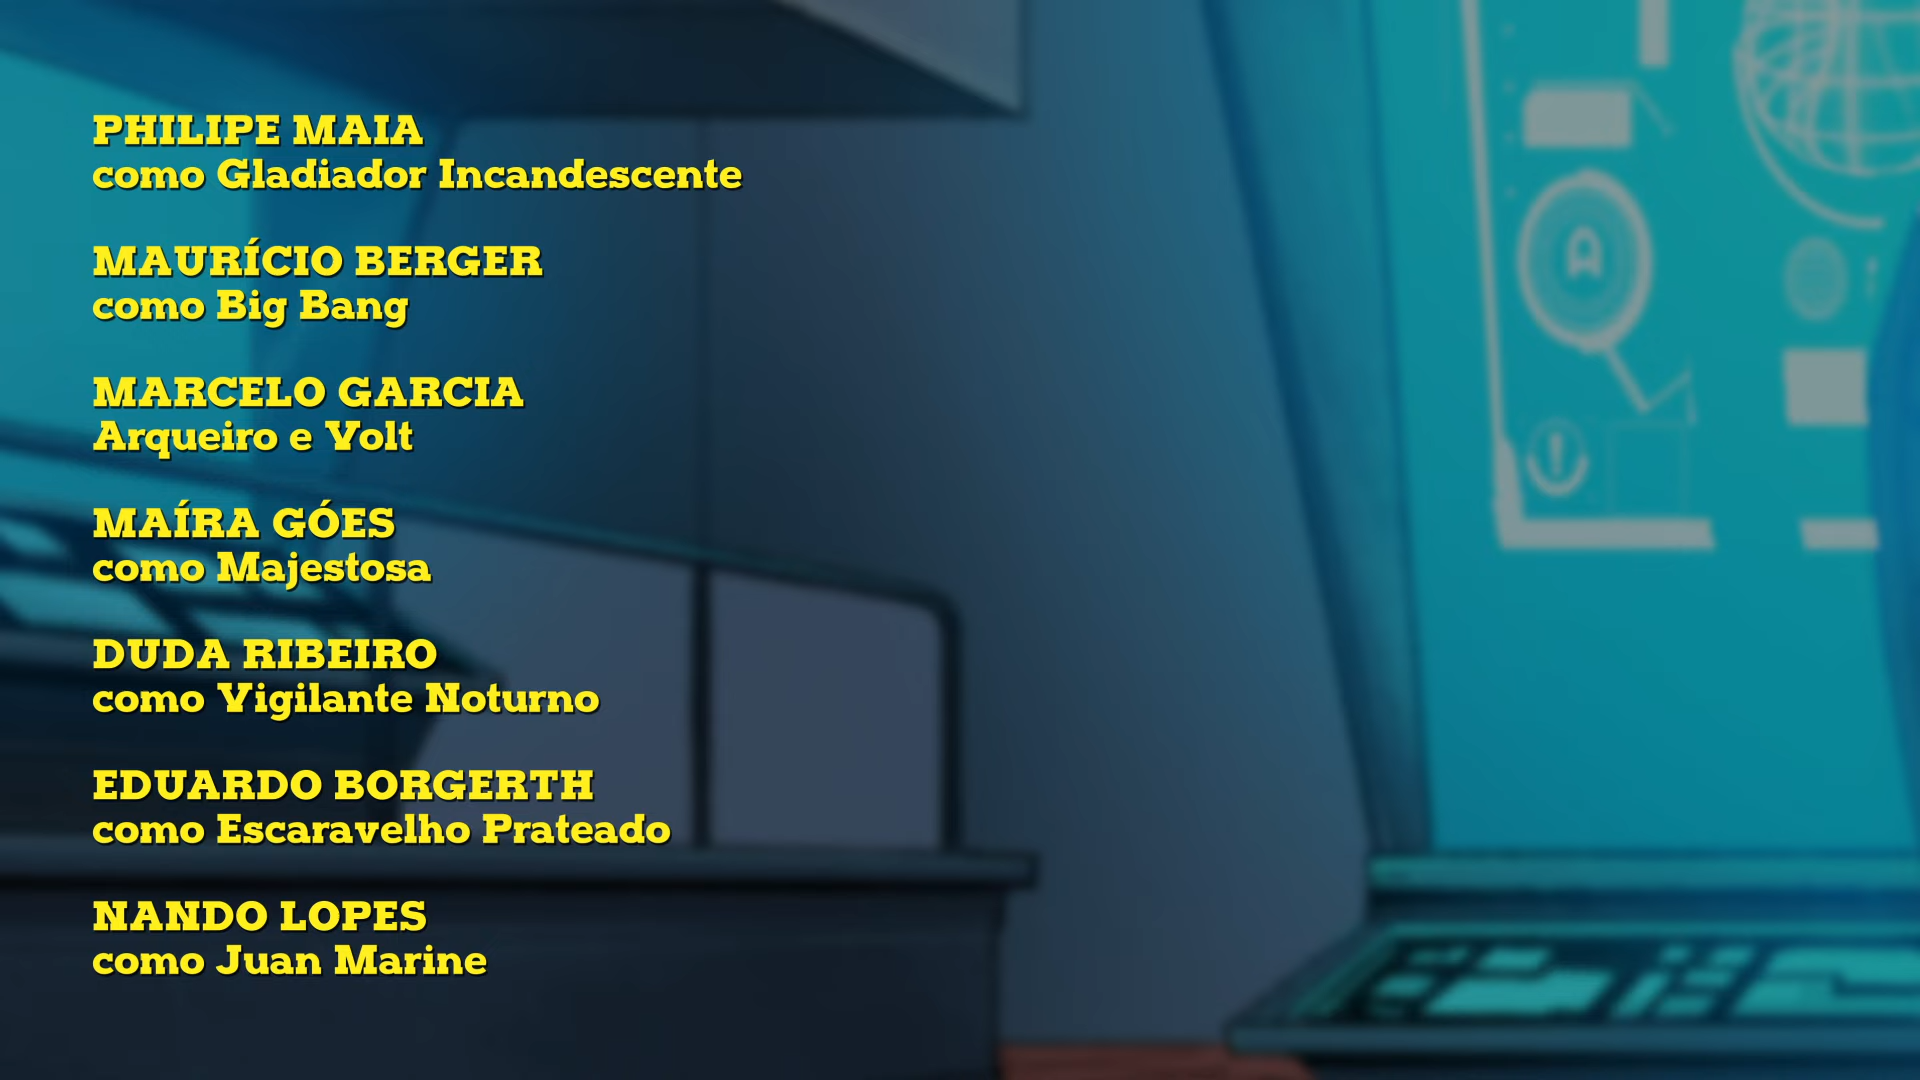 PHILIPE MAIA
como Gladiador Incandescente
MAURÍCIO BERGER
como Big Bang
MARCELO GARCIA
Arqueiro e Volt
MAÍRA GÓES
como Majestosa
DUDA RIBEIRO
como Vigilante Noturno
EDUARDO BORGERTH
como Escaravelho Prateado
NANDO LOPES
como Juan Marine